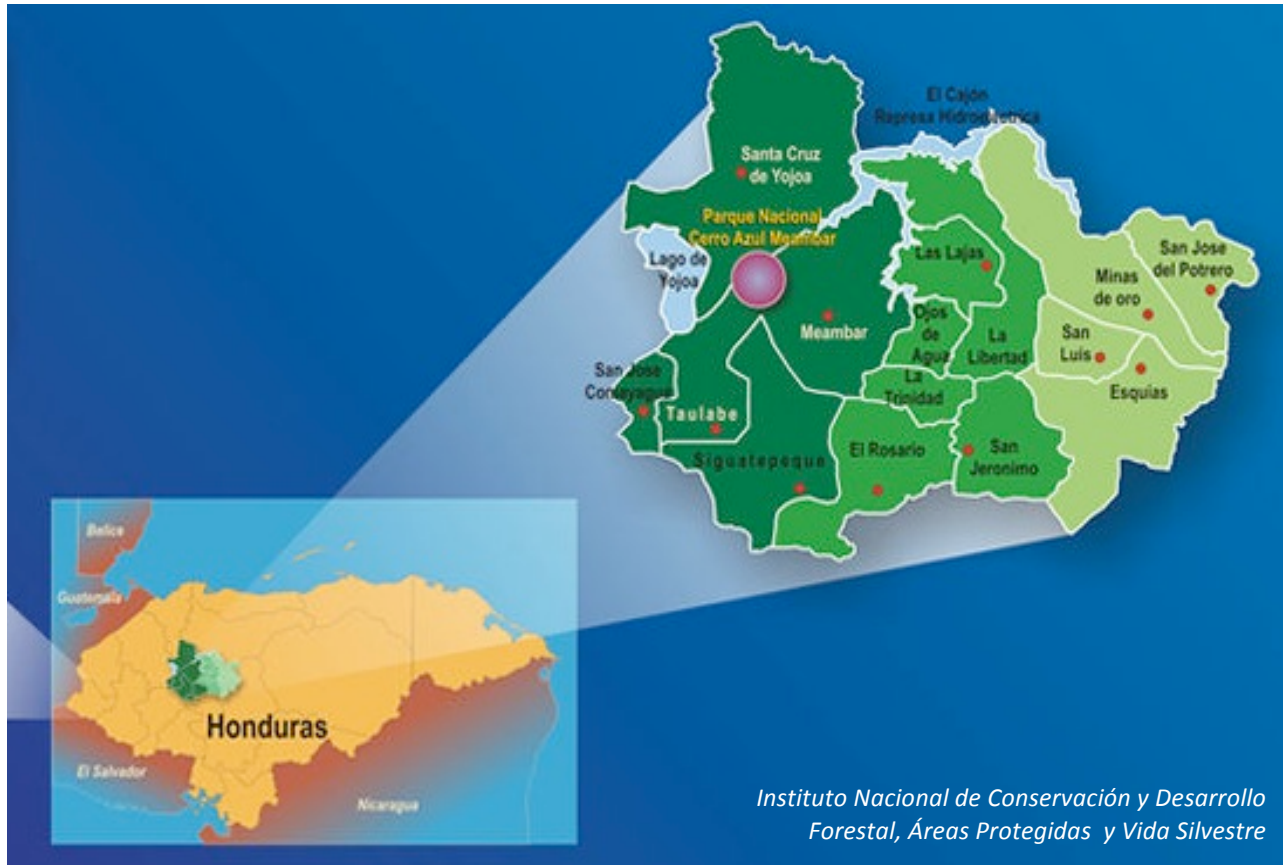 El Cajón
Represa Hidroeléctrica
Santa Cruz
de Yojoa
Parque Nacional
Cerro Azul Meambar
Lago de
Yojoa
Las Lajas
San Jose
del Potrero
Minas
de oro
Meambar
Ojos
de
Agua
La
Libertad
San
Luis
Esquías
San Jose
Comayagua
La
Trinidad
Taulabe
Siguatepeque
El Rosario
San
Jeronimo
Belice
Guatemala
Honduras
El Salvador
Nicaragua
Instituto Nacional de Conservación y Desarrollo
Forestal, Áreas Protegidas y Vida Silvestre